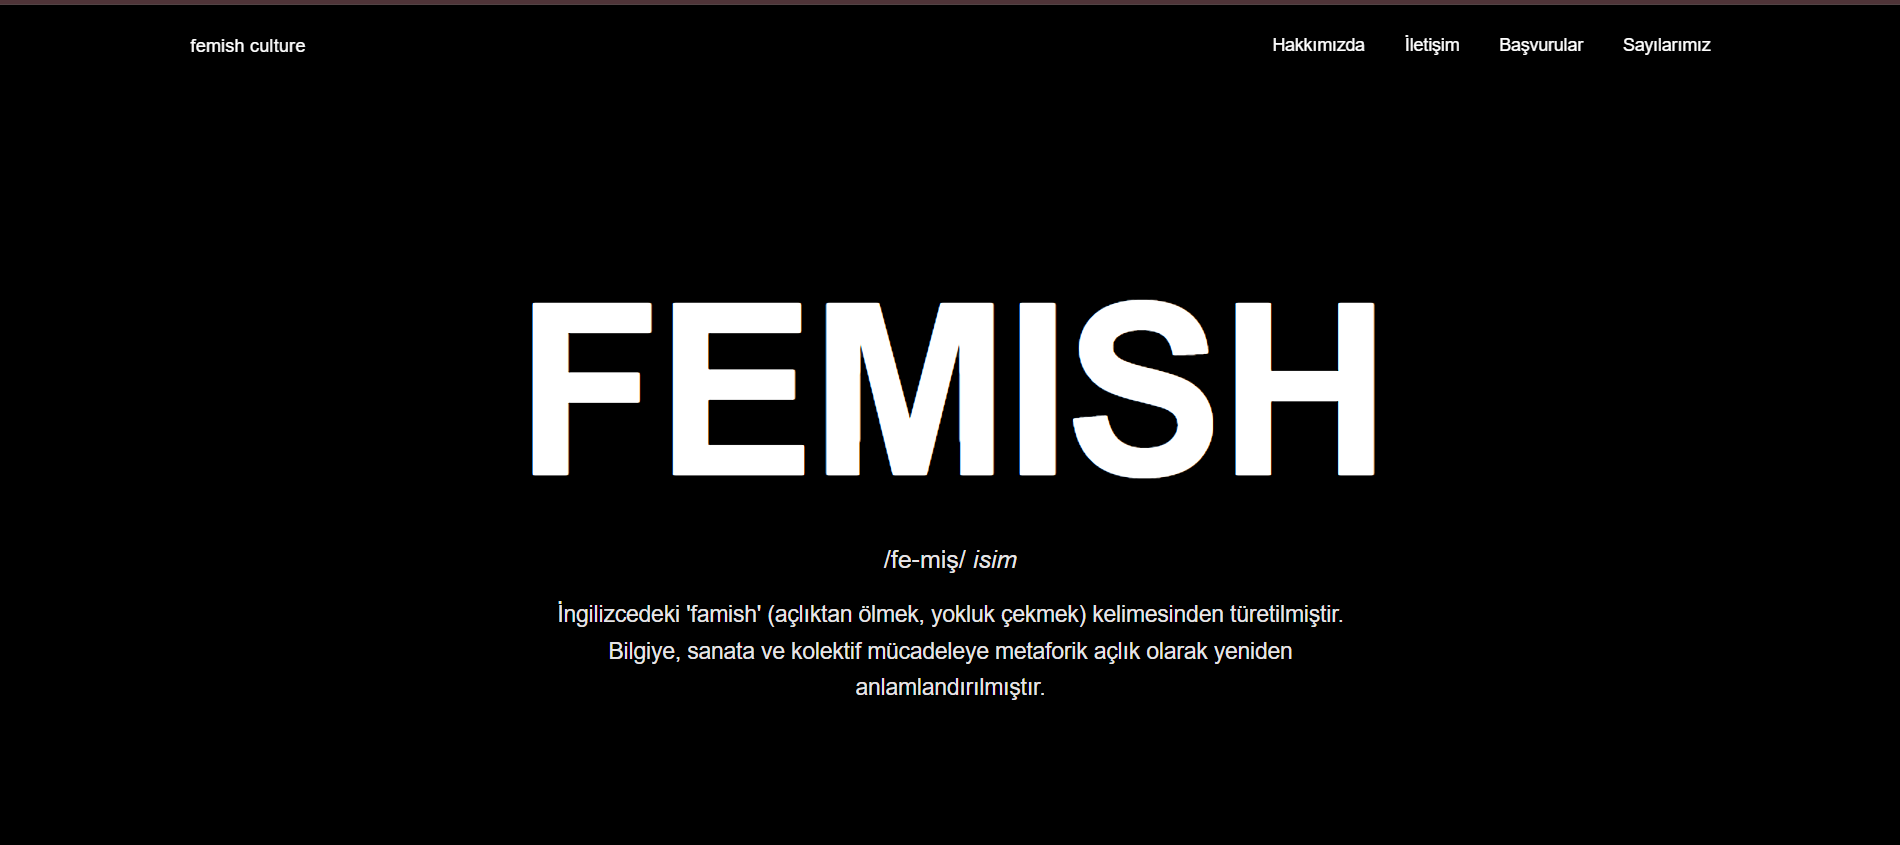 femish culture
Hakkımızda İletişim Başvurular Sayılarımız
FEMISH
/fe-miş/ isim
İngilizcedeki 'famish' (açlıktan ölmek, yokluk çekmek) kelimesinden türetilmiştir.
Bilgiye, sanata ve kolektif mücadeleye metaforik açlık olarak yeniden
anlamlandırılmıştır.